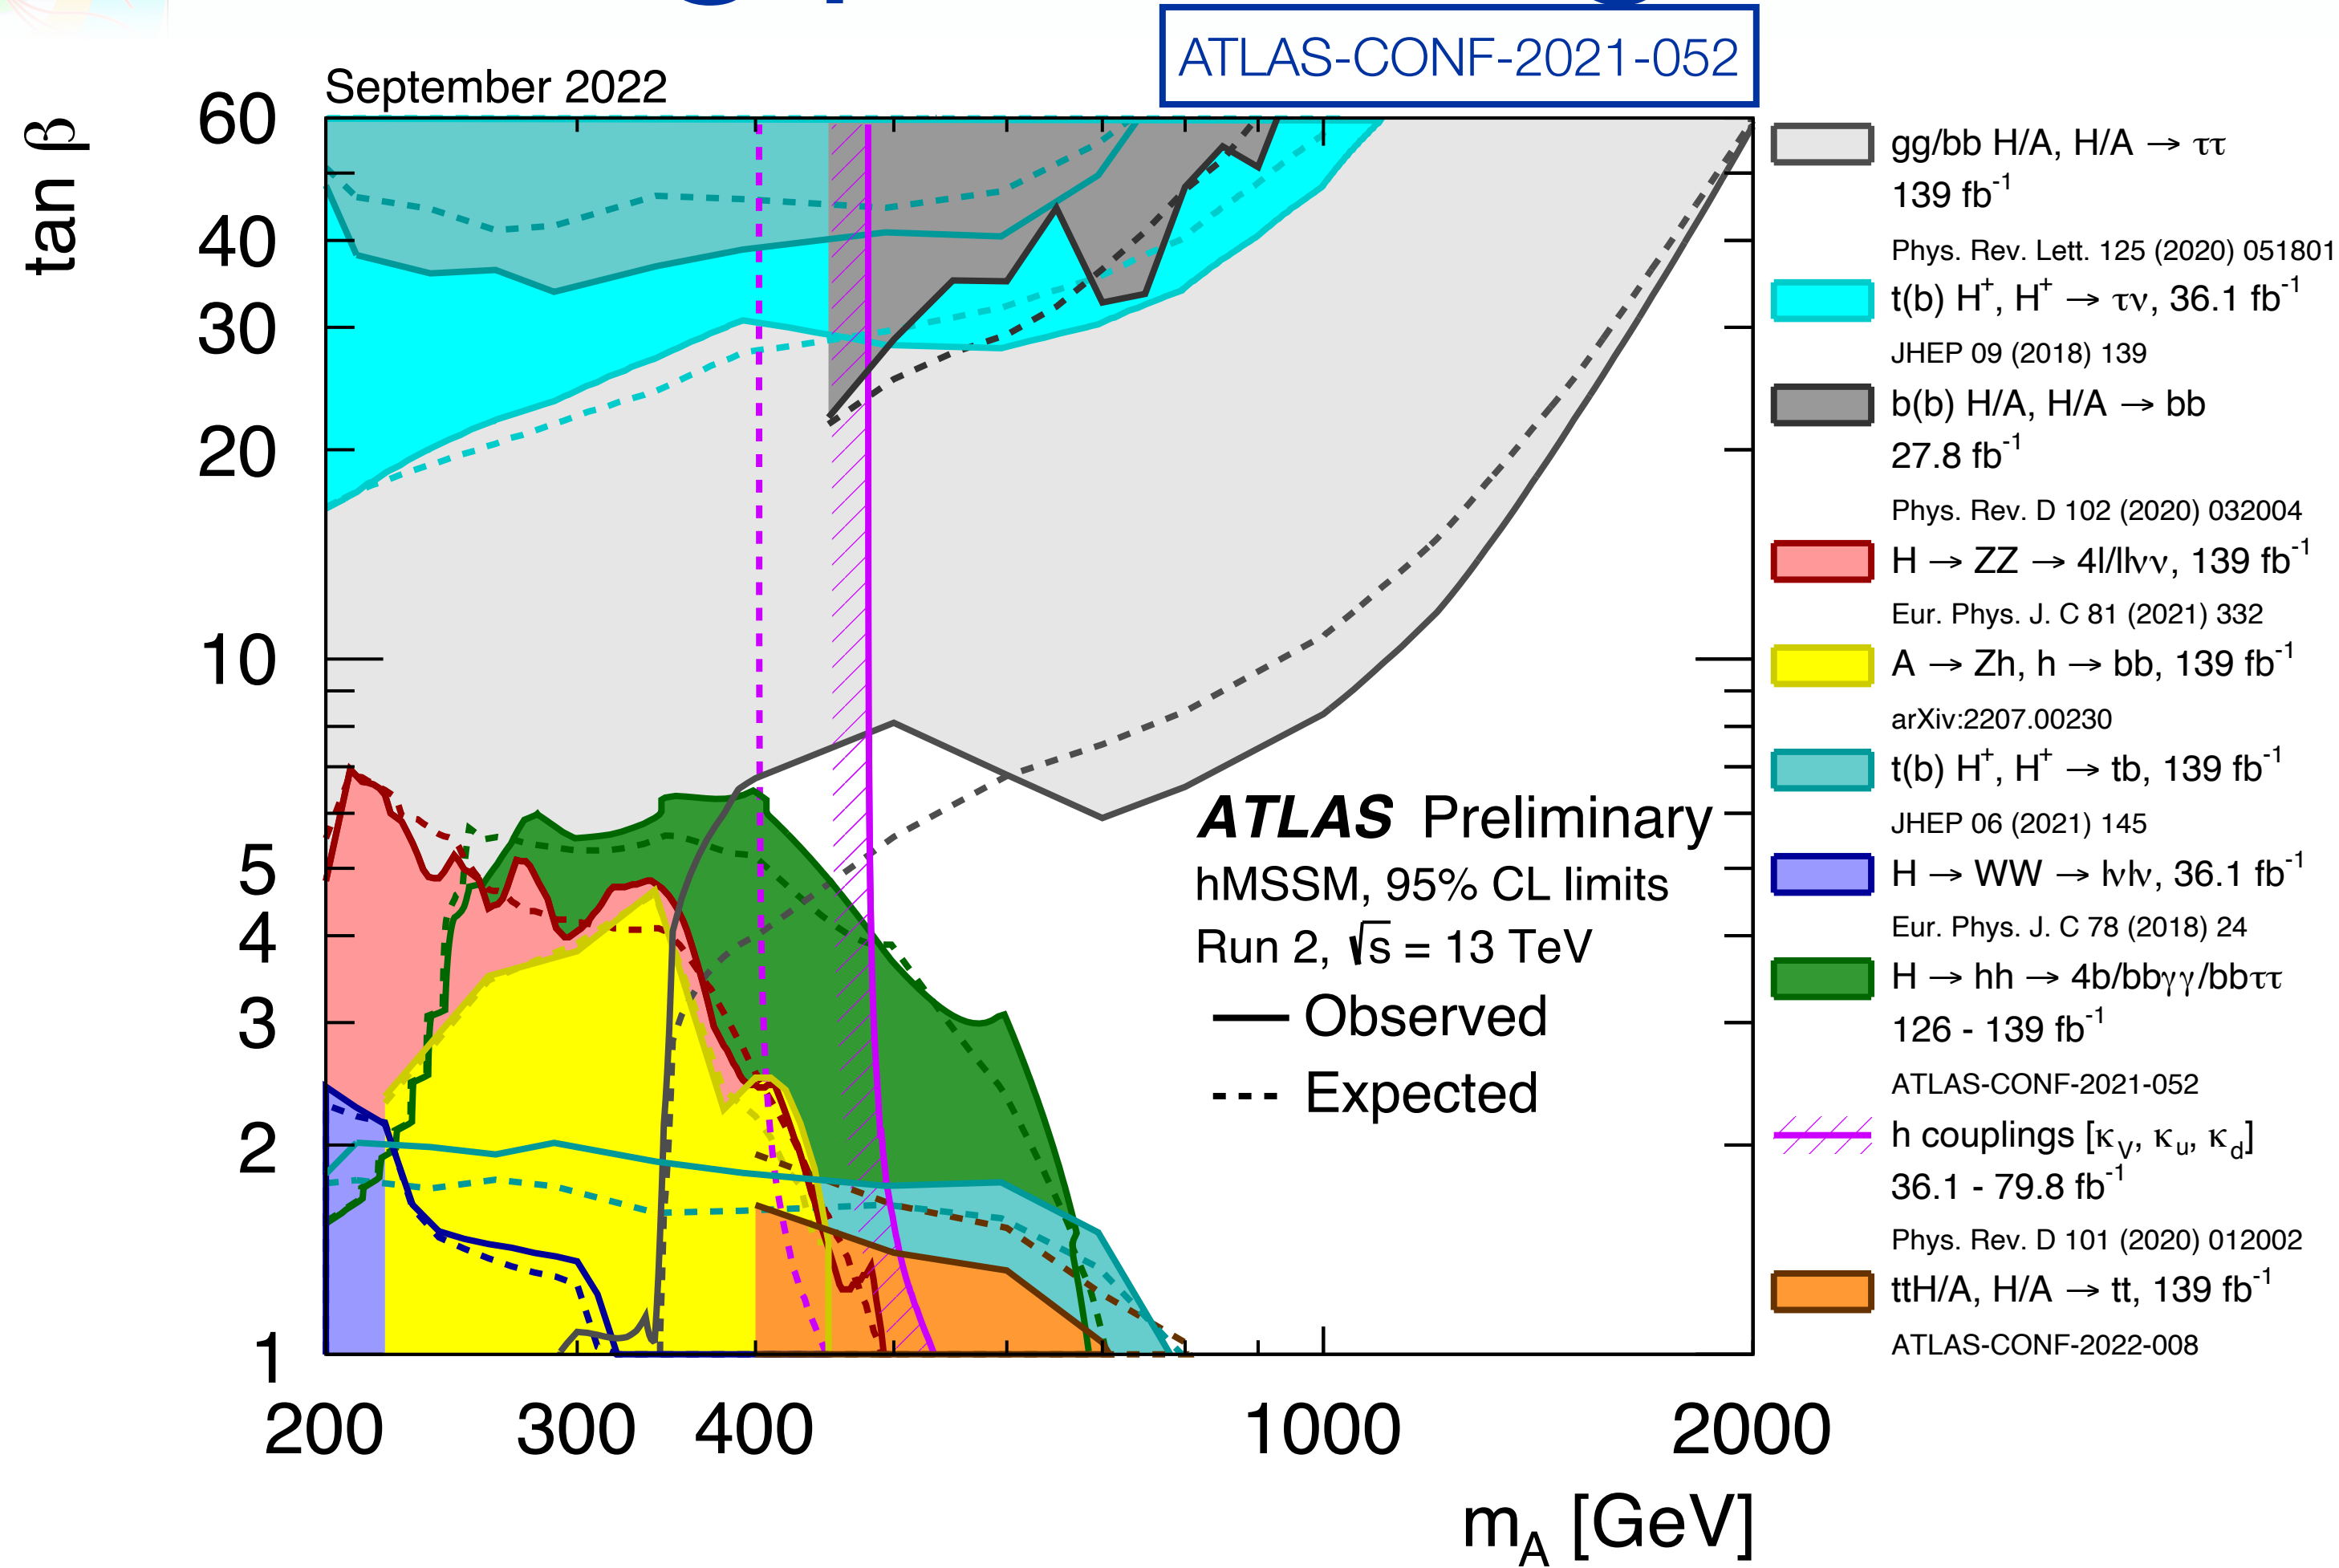 ATLAS-CONF-2021-052
September 2022
tan β
60
40
30
20
10
5
4
3
2
1
200
300
400
1000
2000
m_A [GeV]
ATLAS Preliminary
hMSSM, 95% CL limits
Run 2, √s = 13 TeV
Observed
Expected
gg/bb H/A, H/A → ττ
139 fb⁻¹
Phys. Rev. Lett. 125 (2020) 051801
t(b) H⁺, H⁺ → τν, 36.1 fb⁻¹
JHEP 09 (2018) 139
b(b) H/A, H/A → bb
27.8 fb⁻¹
Phys. Rev. D 102 (2020) 032004
H → ZZ → 4l/llνν, 139 fb⁻¹
Eur. Phys. J. C 81 (2021) 332
A → Zh, h → bb, 139 fb⁻¹
arXiv:2207.00230
t(b) H⁺, H⁺ → tb, 139 fb⁻¹
JHEP 06 (2021) 145
H → WW → lνlν, 36.1 fb⁻¹
Eur. Phys. J. C 78 (2018) 24
H → hh → 4b/bbγγ/bbττ
126 - 139 fb⁻¹
ATLAS-CONF-2021-052
h couplings [κ_V, κ_u, κ_d]
36.1 - 79.8 fb⁻¹
Phys. Rev. D 101 (2020) 012002
ttH/A, H/A → tt, 139 fb⁻¹
ATLAS-CONF-2022-008